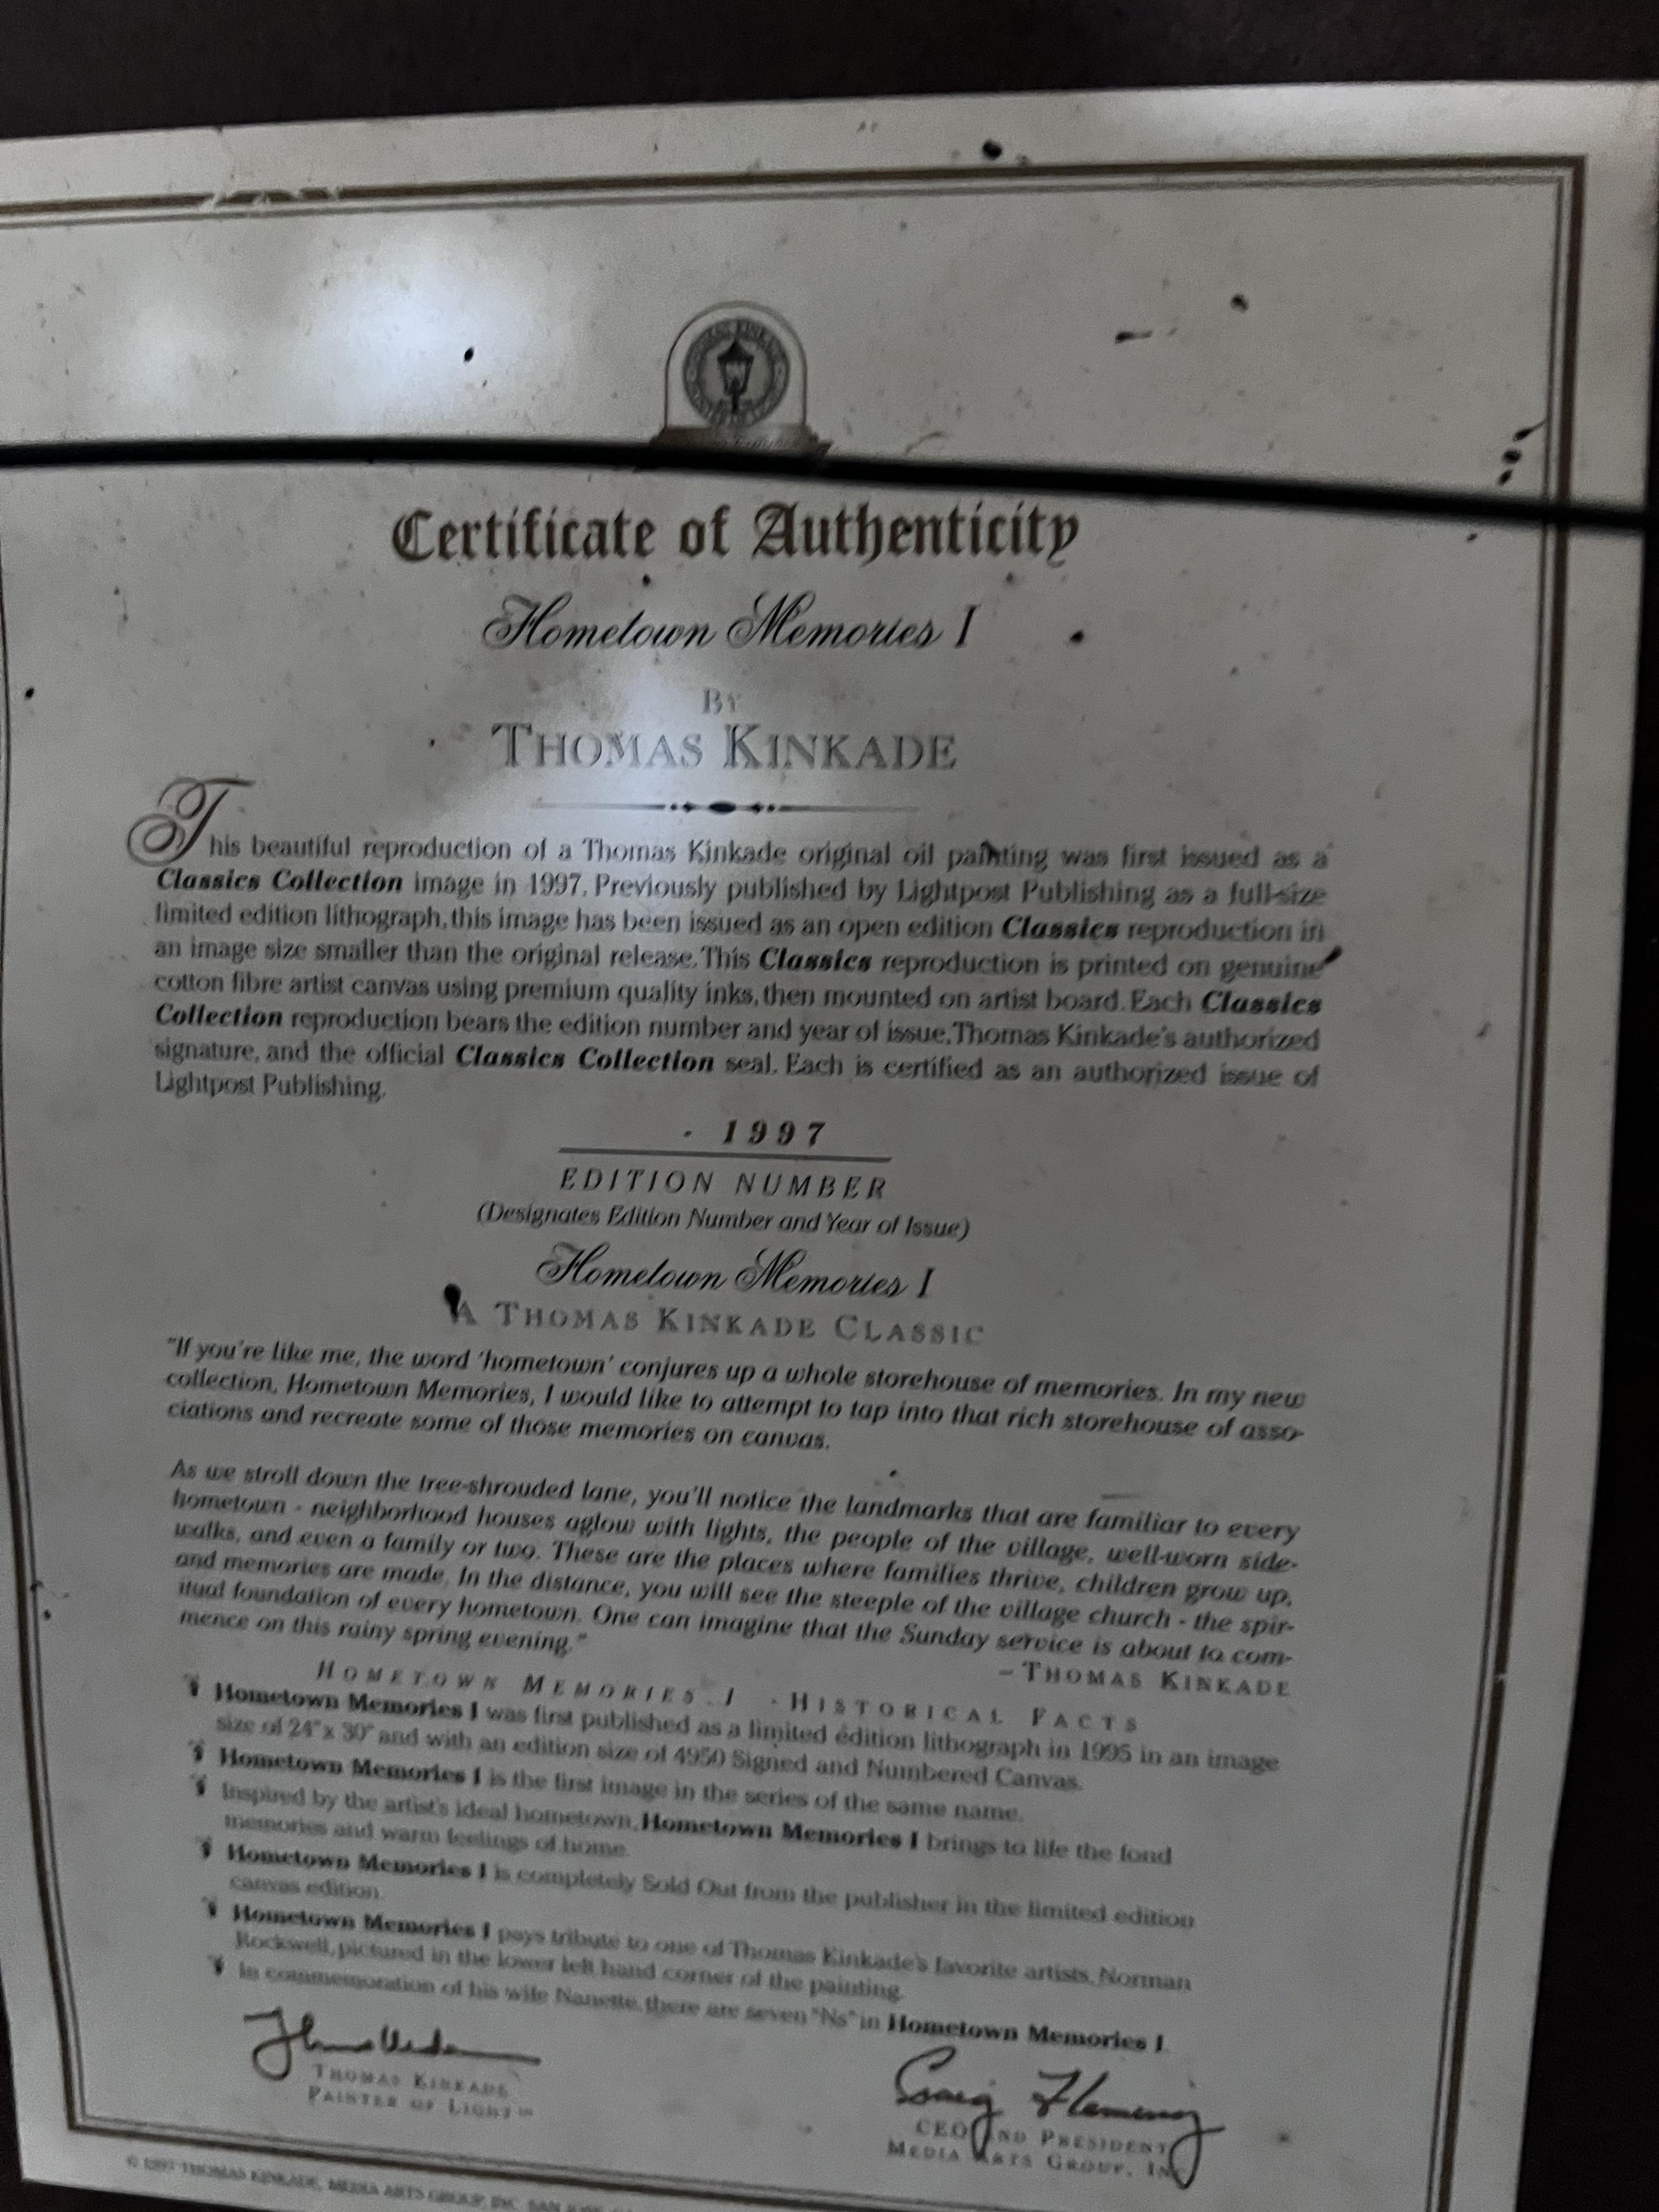 Certificate of Authenticity
Hometown Memories I
BY
THOMAS KINKADE
This beautiful reproduction of a Thomas Kinkade original oil painting was first issued as a
Classics Collection image in 1997. Previously published by Lightpost Publishing as a full-size
limited edition lithograph, this image has been issued as an open edition Classics reproduction in
an image size smaller than the original release. This Classics reproduction is printed on genuine
cotton fibre artist canvas using premium quality inks, then mounted on artist board. Each Classics
Collection reproduction bears the edition number and year of issue, Thomas Kinkade's authorized
signature, and the official Classics Collection seal. Each is certified as an authorized issue of
Lightpost Publishing.
- 1997
EDITION NUMBER
(Designates Edition Number and Year of Issue)
Hometown Memories I
A THOMAS KINKADE CLASSIC
"If you're like me, the word 'hometown' conjures up a whole storehouse of memories. In my new
collection, Hometown Memories, I would like to attempt to tap into that rich storehouse of asso-
ciations and recreate some of those memories on canvas.
As we stroll down the tree-shrouded lane, you'll notice the landmarks that are familiar to every
hometown - neighborhood houses aglow with lights, the people of the village, well-worn side-
walks, and even a family or two. These are the places where families thrive, children grow up,
and memories are made. In the distance, you will see the steeple of the village church - the spir-
itual foundation of every hometown. One can imagine that the Sunday service is about to com-
mence on this rainy spring evening."
– THOMAS KINKADE
HOMETOWN MEMORIES I - HISTORICAL FACTS
Hometown Memories I was first published as a limited edition lithograph in 1995 in an image
size of 24" x 30" and with an edition size of 4950 Signed and Numbered Canvas.
Hometown Memories I is the first image in the series of the same name.
Inspired by the artist's ideal hometown, Hometown Memories I brings to life the fond
memories and warm feelings of home.
Hometown Memories I is completely Sold Out from the publisher in the limited edition
canvas edition.
Hometown Memories I pays tribute to one of Thomas Kinkade's favorite artists, Norman
Rockwell, pictured in the lower left hand corner of the painting.
In commemoration of his wife Nanette, there are seven "Ns" in Hometown Memories I.
THOMAS KINKADE
PAINTER OF LIGHT™
Craig Fleming
CEO AND PRESIDENT
MEDIA ARTS GROUP, INC
© 1997 THOMAS KINKADE, MEDIA ARTS GROUP, INC. SAN JOSE,